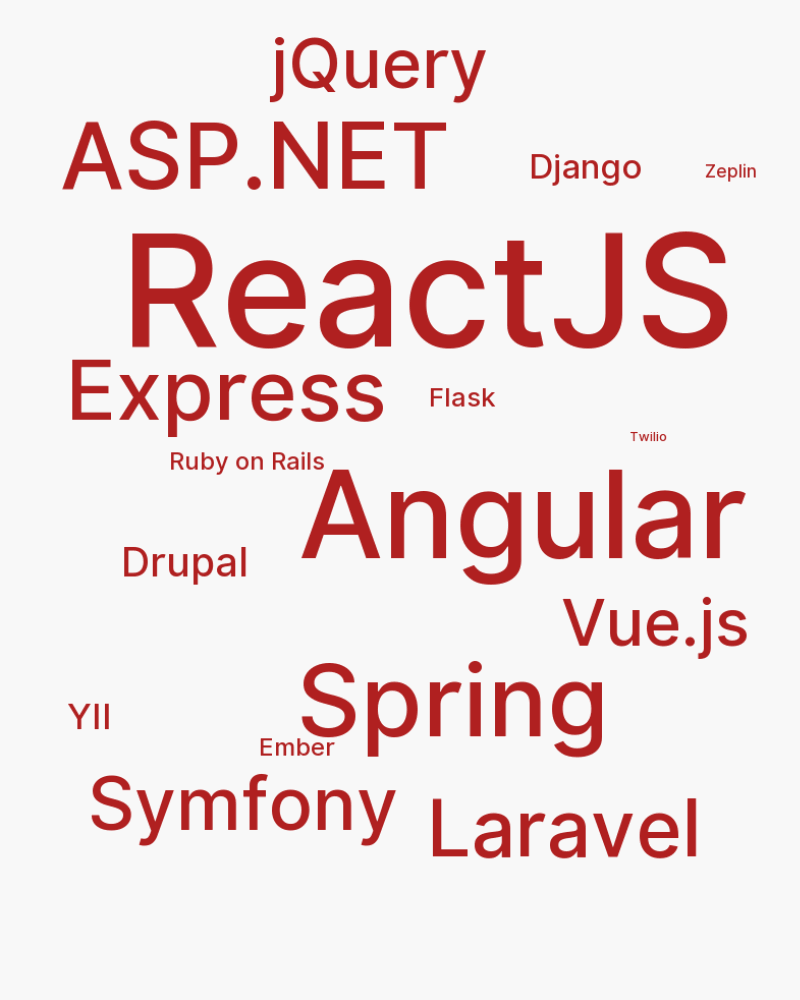 jQuery
ASP.NET
Django
Zeplin
ReactJS
Express
Flask
Twilio
Ruby on Rails
Angular
Drupal
Vue.js
Spring
YII
Ember
Symfony
Laravel